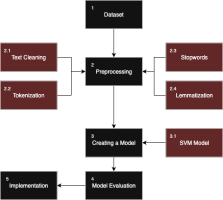 1
Dataset
2.1
Text Cleaning
2.3
Stopwords
2
Preprocessing
2.2
Tokenization
2.4
Lemmatization
3
Creating a Model
3.1
SVM Model
5
Implementation
4
Model Evaluation